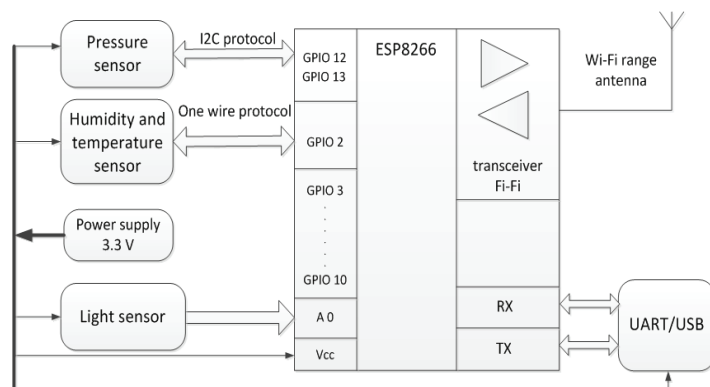 Pressure
sensor
I2C protocol
GPIO 12
GPIO 13
ESP8266
Wi-Fi range
antenna
Humidity and
temperature
sensor
One wire protocol
GPIO 2
transceiver
Fi-Fi
GPIO 3
GPIO 10
Power supply
3.3 V
Light sensor
A 0
Vcc
RX
TX
UART/USB